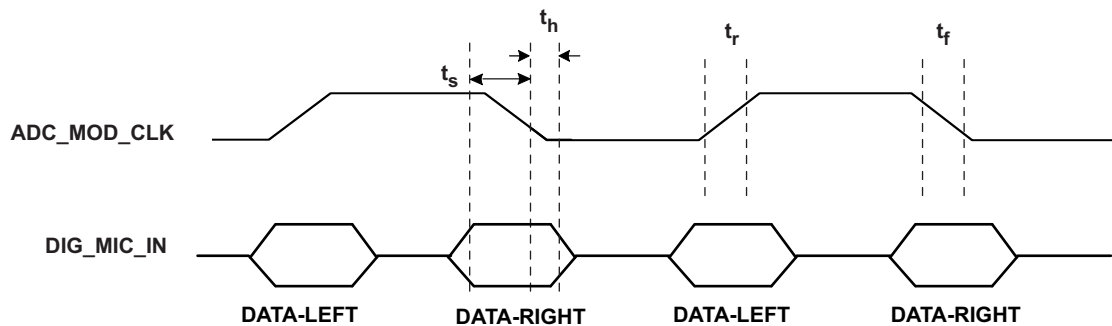 t_h
t_r
t_f
t_s
ADC_MOD_CLK
DIG_MIC_IN
DATA-LEFT
DATA-RIGHT
DATA-LEFT
DATA-RIGHT